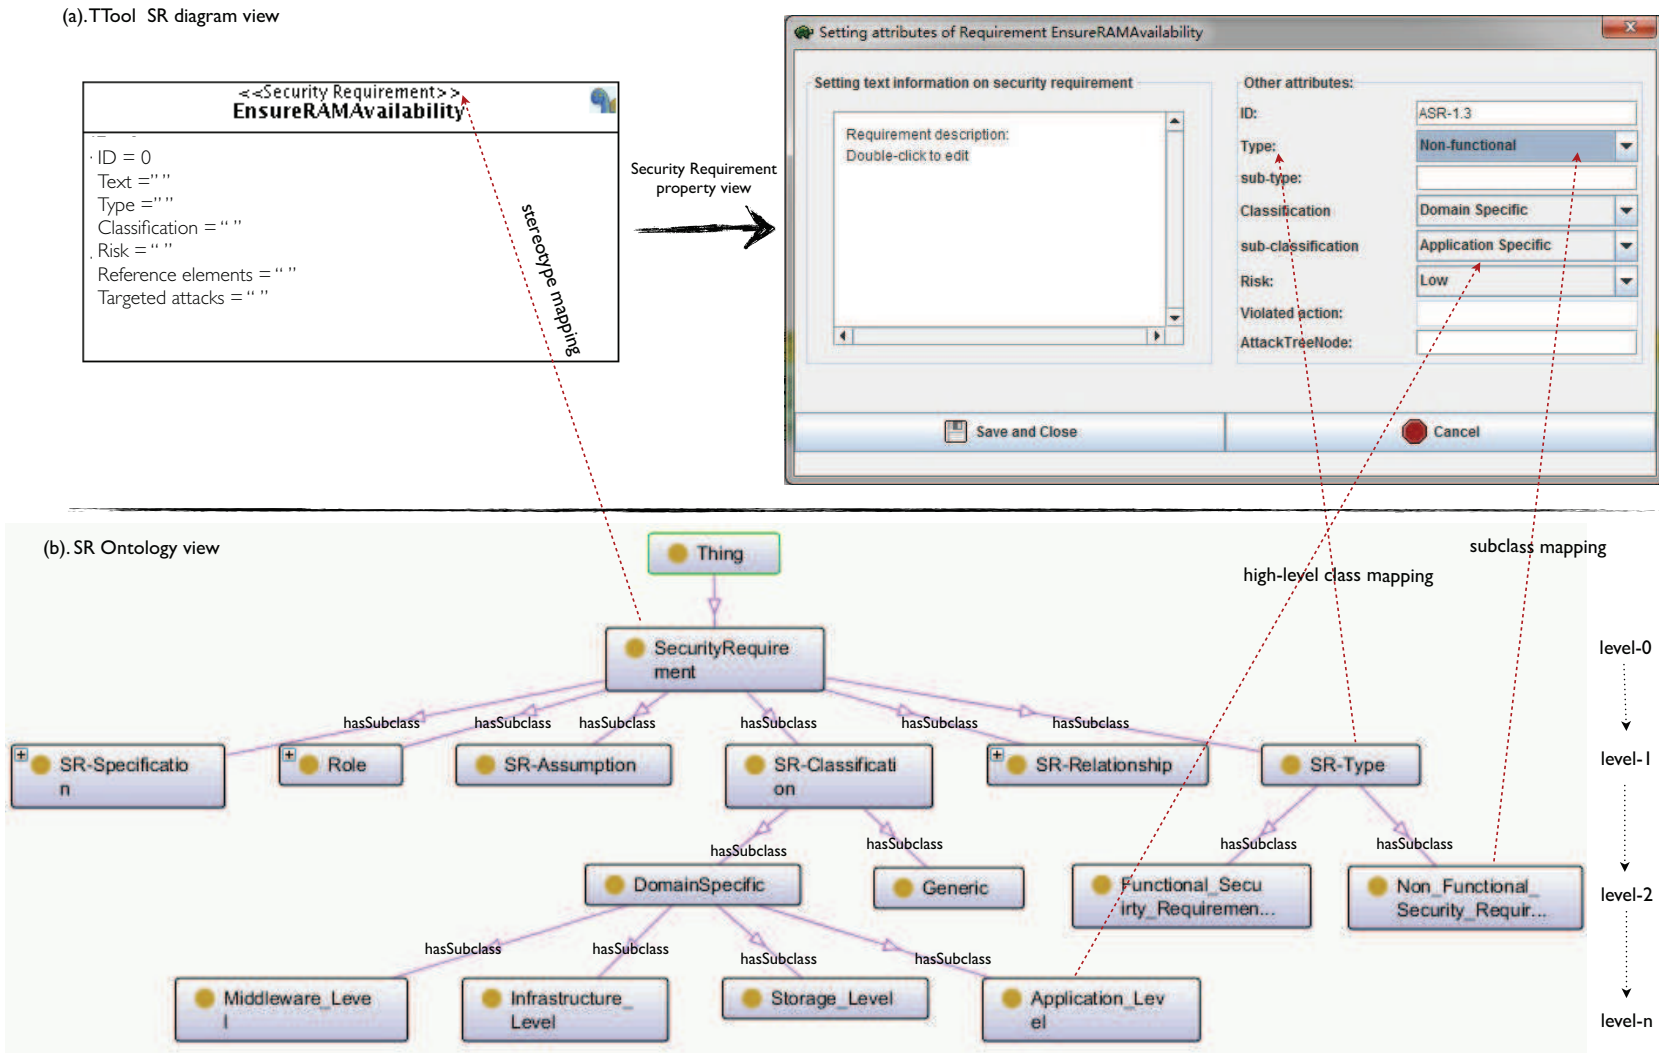 (a).TTool SR diagram view
<<Security Requirement>>
EnsureRAMAvailability
ID = 0
Text =" "
Type =" "
Classification = " "
Risk = " "
Reference elements = " "
Targeted attacks = " "
stereotype mapping
Security Requirement
property view
Setting attributes of Requirement EnsureRAMAvailability
Setting text information on security requirement
Requirement description:
Double-click to edit
Other attributes:
ID: ASR-1.3
Type: Non-functional
sub-type:
Classification Domain Specific
sub-classification Application Specific
Risk: Low
Violated action:
AttackTreeNode:
Save and Close
Cancel
(b). SR Ontology view
subclass mapping
high-level class mapping
Thing
SecurityRequire
ment
level-0
hasSubclass hasSubclass hasSubclass hasSubclass hasSubclass hasSubclass
SR-Specificatio
n
Role
SR-Assumption
SR-Classificati
on
SR-Relationship
SR-Type
level-1
hasSubclass hasSubclass hasSubclass hasSubclass
DomainSpecific
Generic
Functional_Secu
irty_Requiremen...
Non_Functional_
Security_Requir...
level-2
hasSubclass hasSubclass hasSubclass hasSubclass
Middleware_Leve
l
Infrastructure_
Level
Storage_Level
Application_Lev
el
level-n